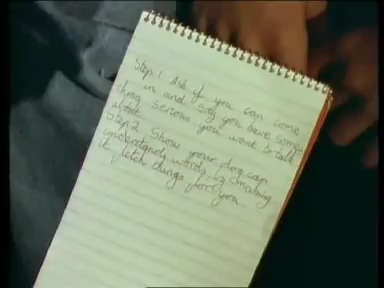 Step 1 Ask if you can come
in and say you have some
thing serious you want to talk
about
Step 2 Show your dog can
understand words, by making
it fetch things for you